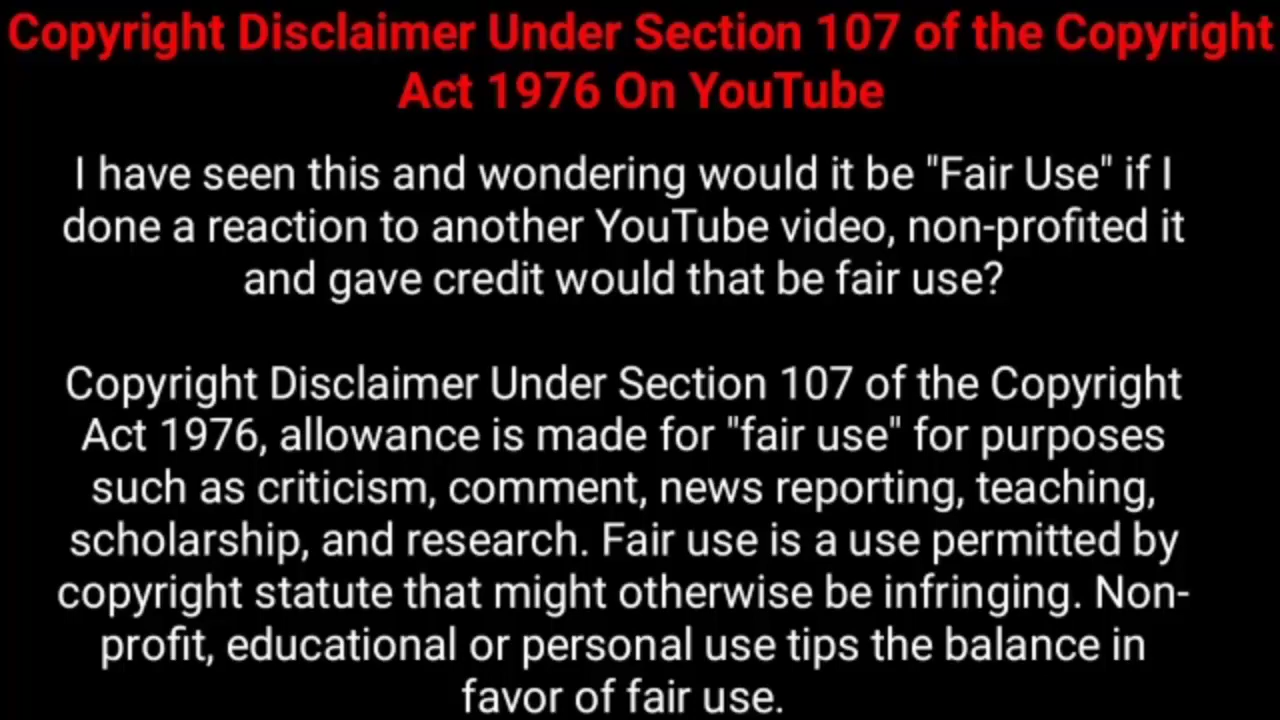 Copyright Disclaimer Under Section 107 of the Copyright
Act 1976 On YouTube
I have seen this and wondering would it be "Fair Use" if I
done a reaction to another YouTube video, non-profited it
and gave credit would that be fair use?
Copyright Disclaimer Under Section 107 of the Copyright
Act 1976, allowance is made for "fair use" for purposes
such as criticism, comment, news reporting, teaching,
scholarship, and research. Fair use is a use permitted by
copyright statute that might otherwise be infringing. Non-
profit, educational or personal use tips the balance in
favor of fair use.